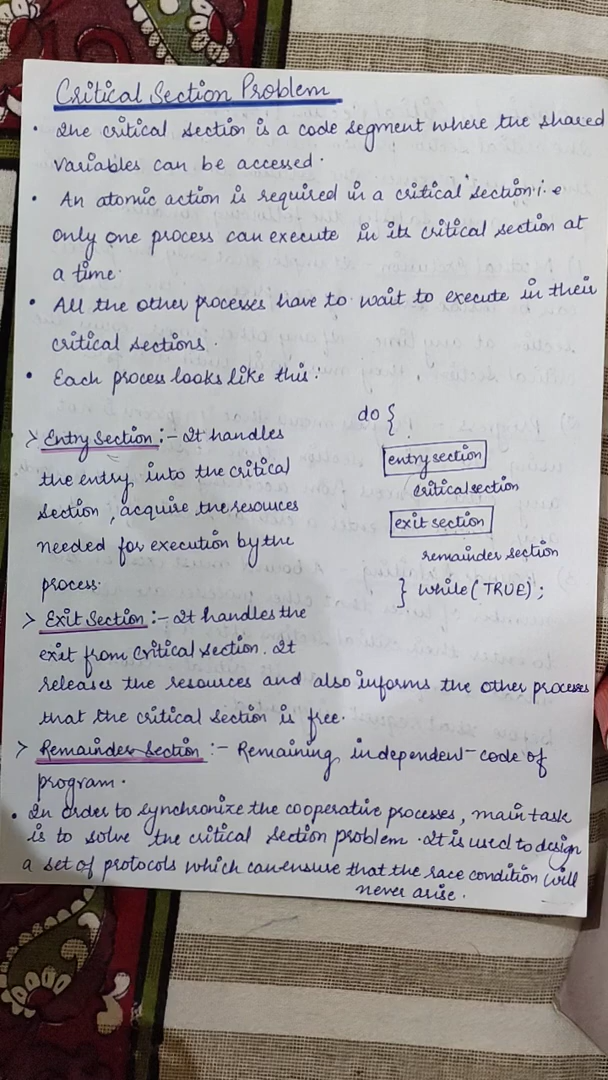 Critical Section Problem
• The critical section is a code segment where the shared
variables can be accessed.
• An atomic action is required in a critical section i.e
only one process can execute in its critical section at
a time.
• All the other processes have to wait to execute in their
critical sections.
• Each process looks like this:
do {
entry section
critical section
exit section
remainder section
} while (TRUE);
> Entry Section :- It handles
the entry into the critical
section, acquire the resources
needed for execution by the
process.
> Exit Section :- It handles the
exit from critical section. It
releases the resources and also informs the other processes
that the critical section is free.
> Remainder Section :- Remaining independent code of
program.
• In order to synchronize the cooperative processes, main task
is to solve the critical section problem. It is used to design
a set of protocols which can ensure that the race condition will
never arise.